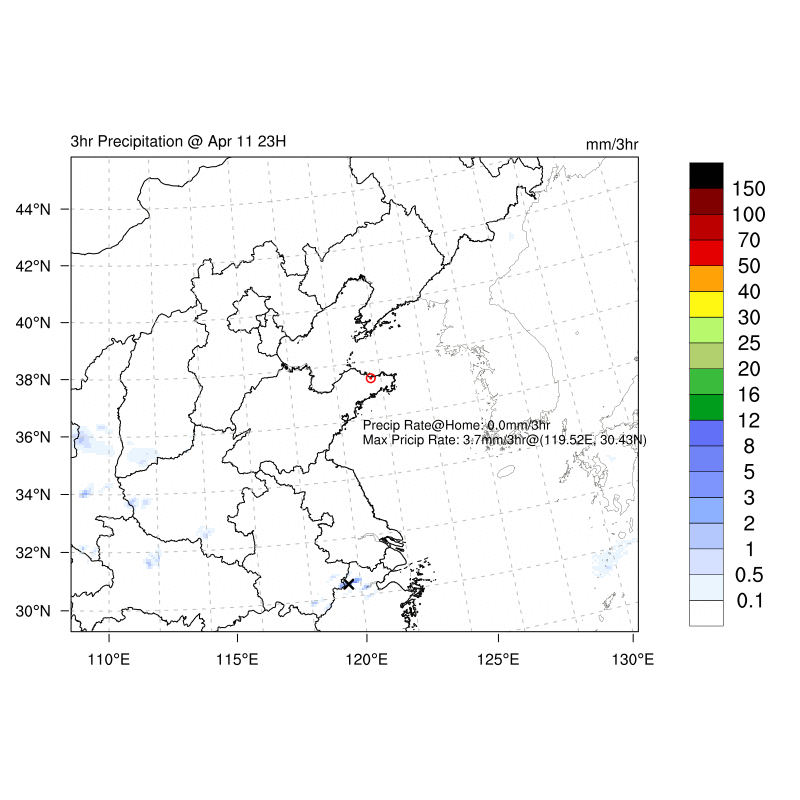 3hr Precipitation @ Apr 11 23H
mm/3hr
44°N
42°N
40°N
38°N
36°N
34°N
32°N
30°N
Precip Rate@Home: 0.0mm/3hr
Max Pricip Rate: 3.7mm/3hr@(119.52E, 30.43N)
110°E
115°E
120°E
125°E
130°E
150
100
70
50
40
30
25
20
16
12
8
5
3
2
1
0.5
0.1